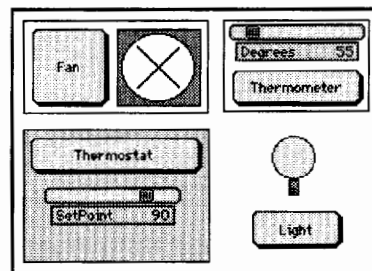 Fan
Degrees 55
Thermometer
Thermostat
SetPoint 90
Light